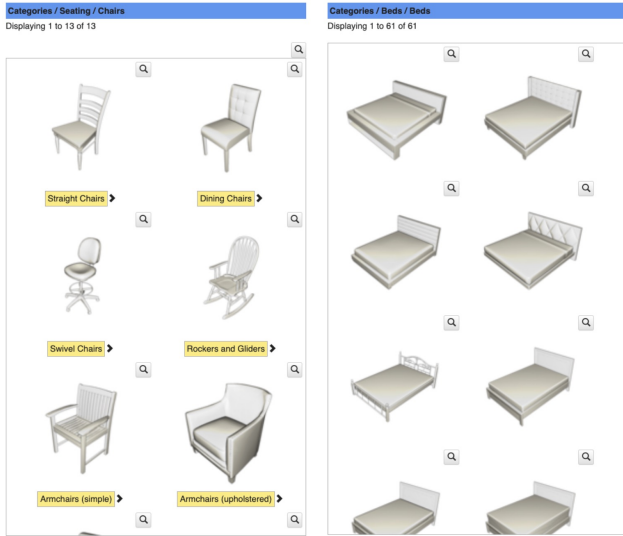 Categories / Seating / Chairs
Displaying 1 to 13 of 13
Straight Chairs
Dining Chairs
Swivel Chairs
Rockers and Gliders
Armchairs (simple)
Armchairs (upholstered)
Categories / Beds / Beds
Displaying 1 to 61 of 61